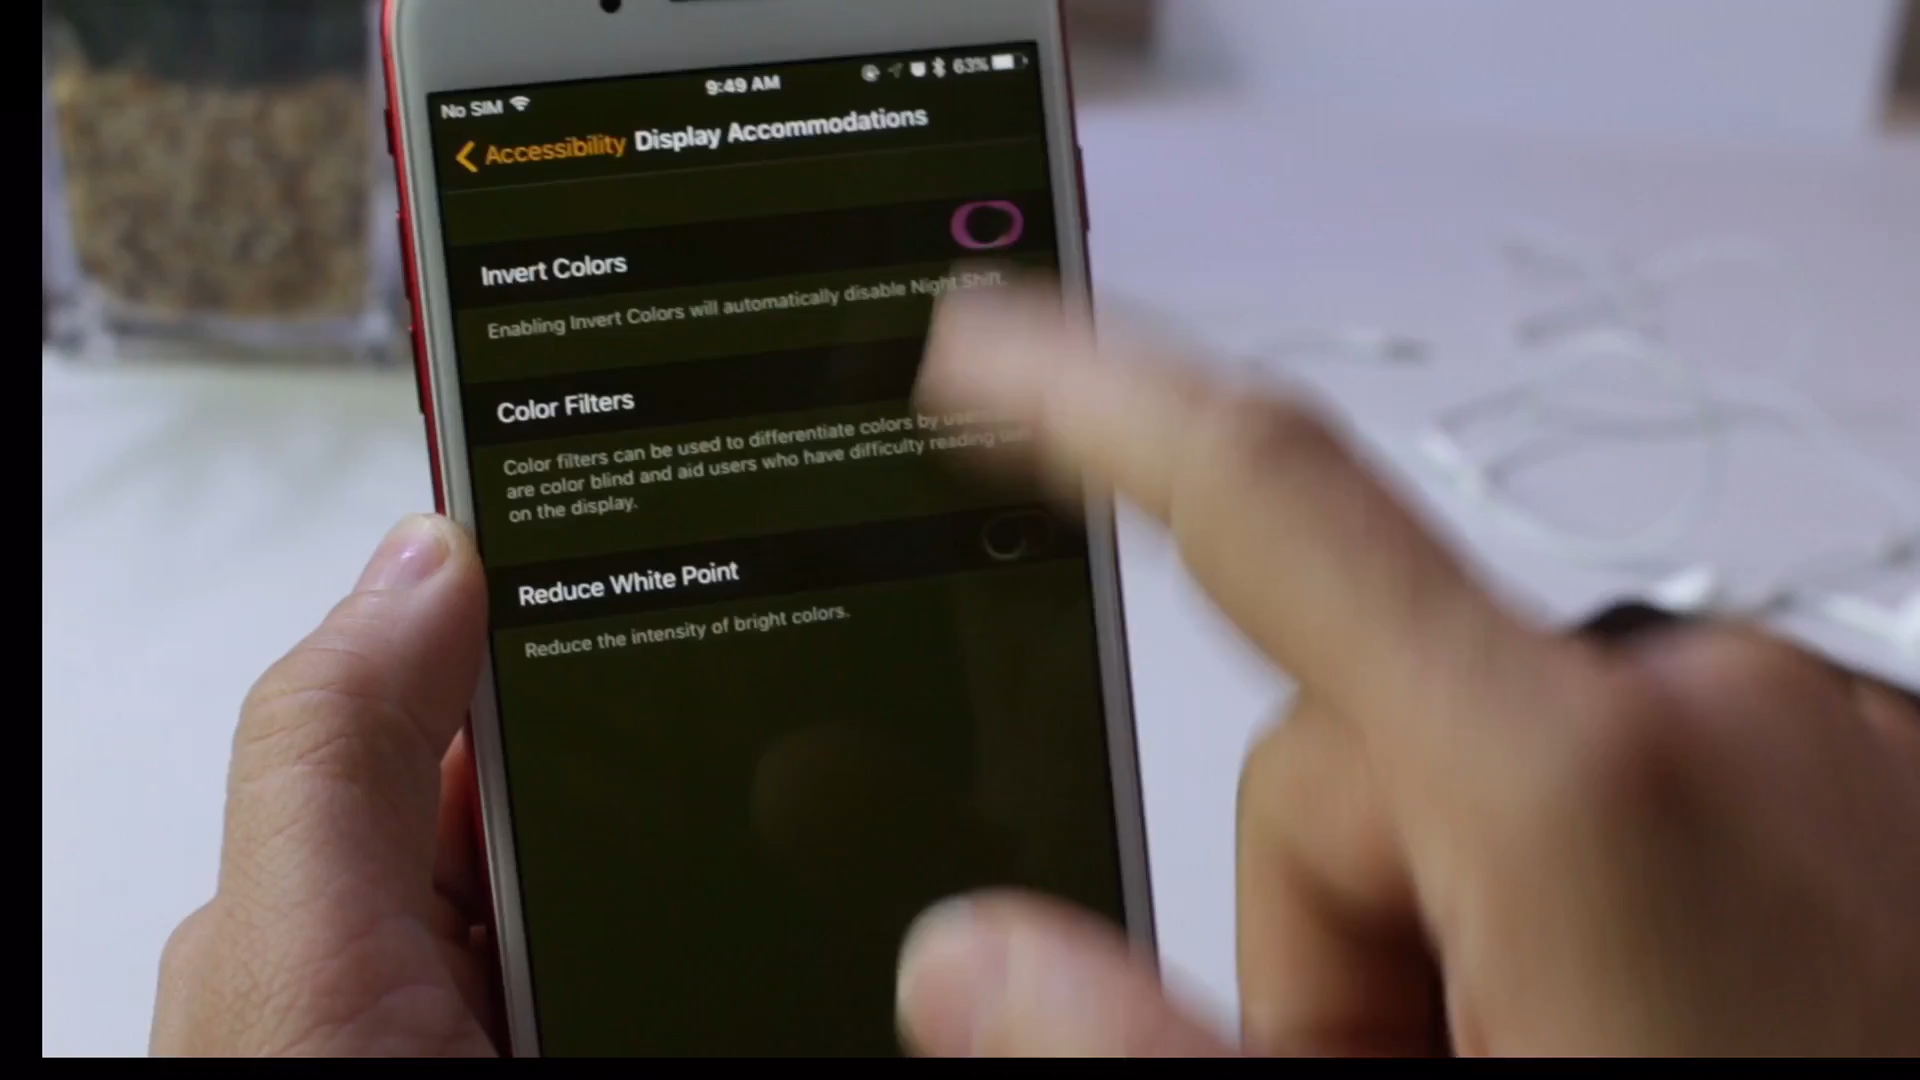 No SIM 9:49 AM 63%
Accessibility Display Accommodations
Invert Colors
Enabling Invert Colors will automatically disable Night Shift.
Color Filters
Color filters can be used to differentiate colors by
are color blind and aid users who have difficulty reading
on the display.
Reduce White Point
Reduce the intensity of bright colors.